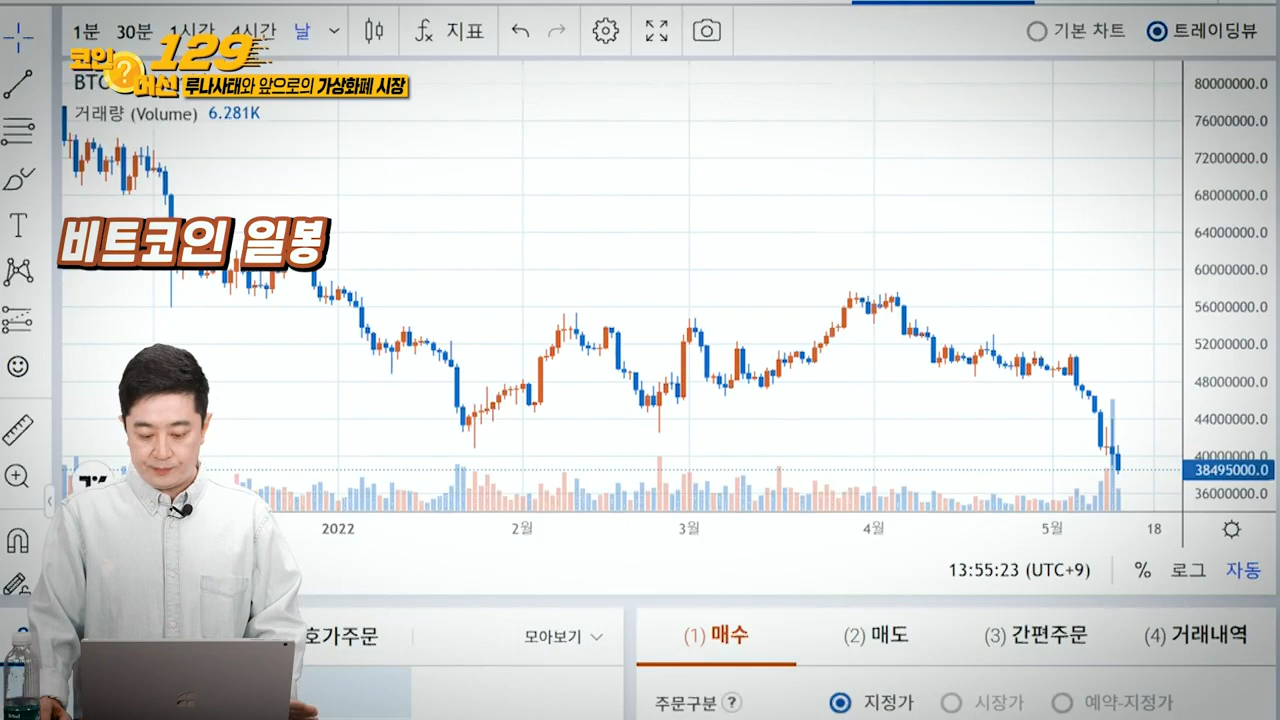 1분 30분 1시간 4시간 날
지표
기본 차트
트레이딩뷰
코인 129
머신 루나사태와 앞으로의 가상화폐 시장
BTC
거래량 (Volume) 6.281K
비트코인 일봉
80000000.0
76000000.0
72000000.0
68000000.0
64000000.0
60000000.0
56000000.0
52000000.0
48000000.0
44000000.0
40000000.0
38495000.0
36000000.0
2022 2월 3월 4월 5월 18
13:55:23 (UTC+9) % 로그 자동
호가주문 모아보기
(1) 매수 (2) 매도 (3) 간편주문 (4) 거래내역
주문구분 ? 지정가 시장가 예약-지정가